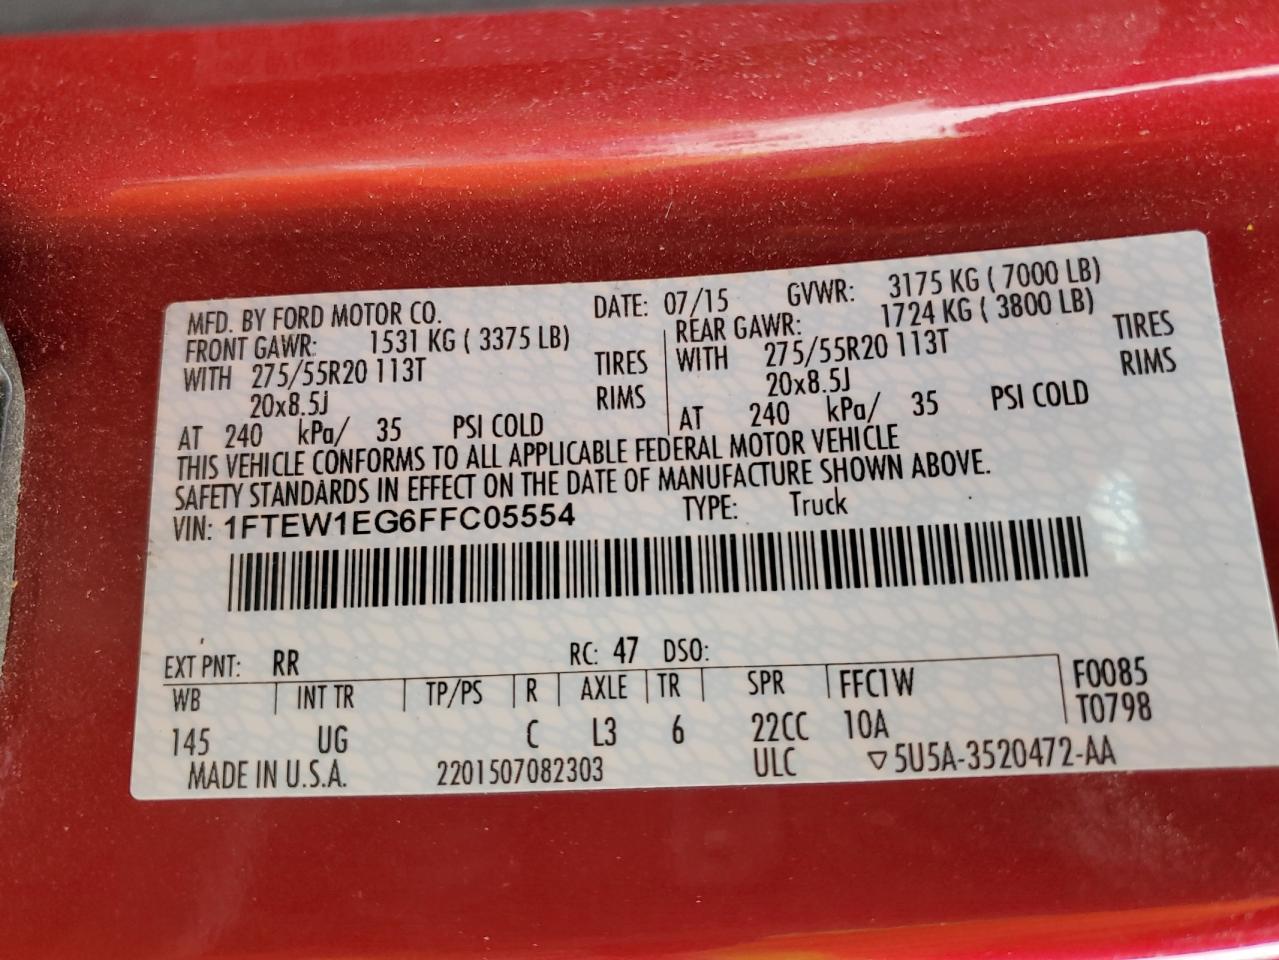 MFD. BY FORD MOTOR CO. DATE: 07/15 GVWR: 3175 KG ( 7000 LB)
FRONT GAWR: 1531 KG ( 3375 LB) REAR GAWR: 1724 KG ( 3800 LB)
WITH 275/55R20 113T TIRES WITH 275/55R20 113T TIRES
20x8.5J RIMS 20x8.5J RIMS
AT 240 kPa/ 35 PSI COLD AT 240 kPa/ 35 PSI COLD
THIS VEHICLE CONFORMS TO ALL APPLICABLE FEDERAL MOTOR VEHICLE
SAFETY STANDARDS IN EFFECT ON THE DATE OF MANUFACTURE SHOWN ABOVE.
VIN: 1FTEW1EG6FFC05554 TYPE: Truck
EXT PNT: RR RC: 47 DSO:
WB INT TR TP/PS R AXLE TR SPR FFC1W F0085
145 UG C L3 6 22CC 10A T0798
MADE IN U.S.A. 2201507082303 ULC ▽5U5A-3520472-AA